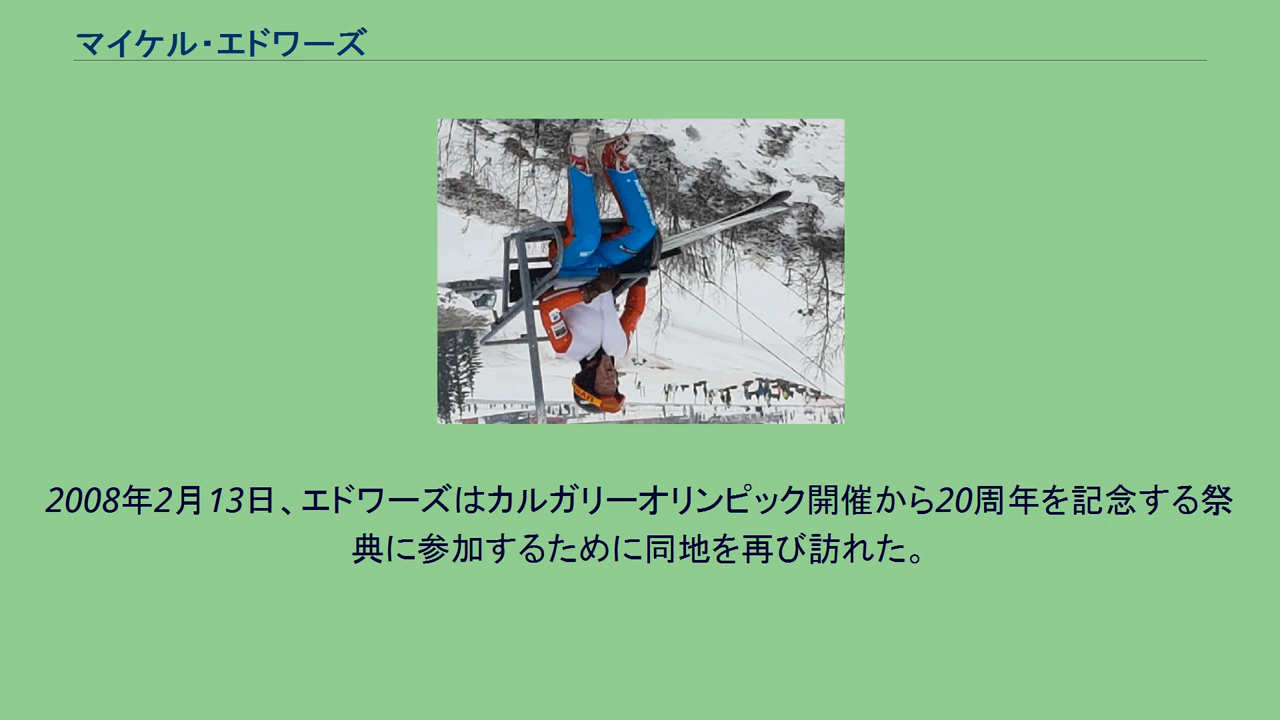 マイケル・エドワーズ
2008年2月13日、エドワーズはカルガリーオリンピック開催から20周年を記念する祭
典に参加するために同地を再び訪れた。